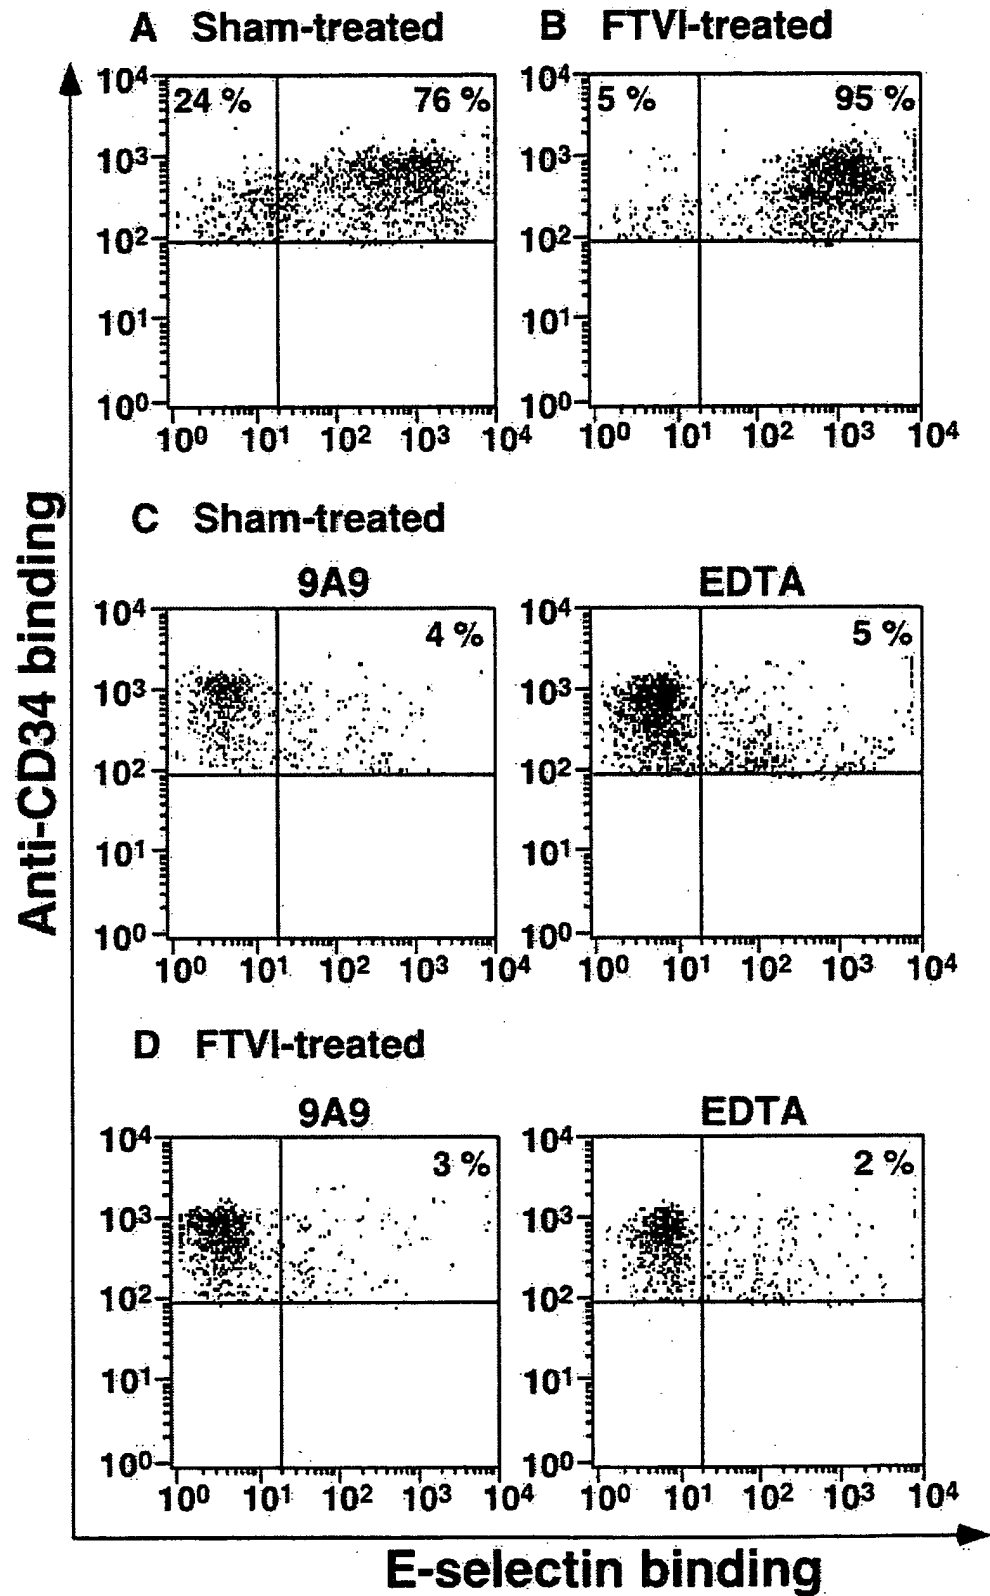 A Sham-treated
B FTVI-treated
10⁴
24 %
76 %
10³
10²
10¹
10⁰
10⁰ 10¹ 10² 10³ 10⁴
10⁴
5 %
95 %
10³
10²
10¹
10⁰
10⁰ 10¹ 10² 10³ 10⁴
C Sham-treated
9A9
10⁴
4 %
10³
10²
10¹
10⁰
10⁰ 10¹ 10² 10³ 10⁴
EDTA
10⁴
5 %
10³
10²
10¹
10⁰
10⁰ 10¹ 10² 10³ 10⁴
D FTVI-treated
9A9
10⁴
3 %
10³
10²
10¹
10⁰
10⁰ 10¹ 10² 10³ 10⁴
EDTA
10⁴
2 %
10³
10²
10¹
10⁰
10⁰ 10¹ 10² 10³ 10⁴
Anti-CD34 binding
E-selectin binding